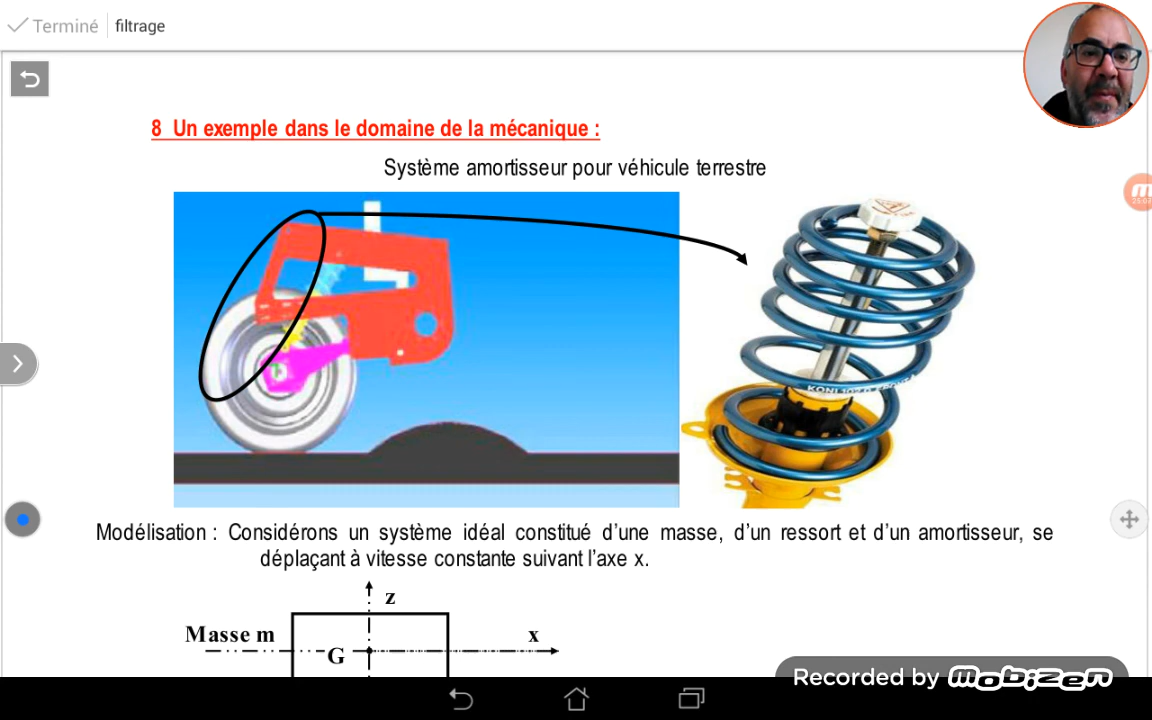 Terminé filtrage
8 Un exemple dans le domaine de la mécanique :
Système amortisseur pour véhicule terrestre
Modélisation : Considérons un système idéal constitué d'une masse, d'un ressort et d'un amortisseur, se
déplaçant à vitesse constante suivant l'axe x.
z
Masse m
x
G
Recorded by mobizen